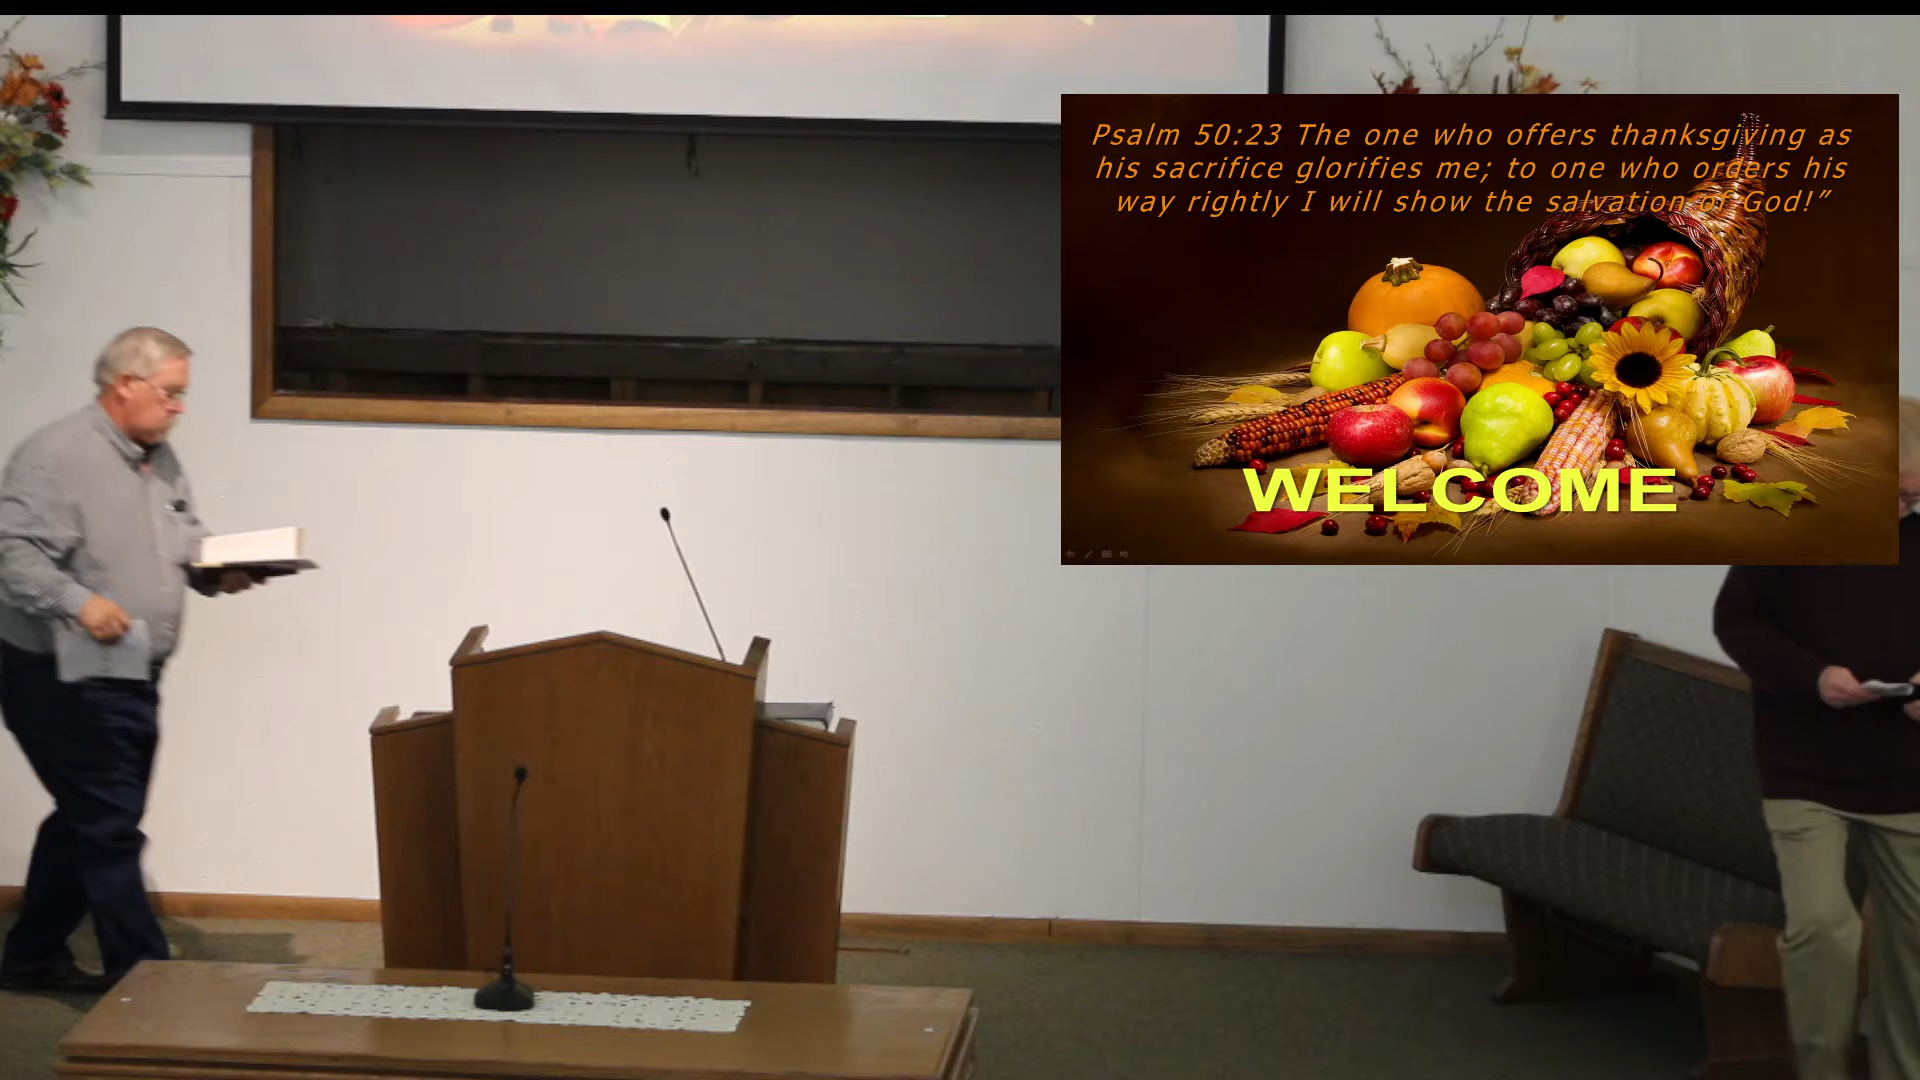 Psalm 50:23 The one who offers thanksgiving as
his sacrifice glorifies me; to one who orders his
way rightly I will show the salvation of God!”
WELCOME